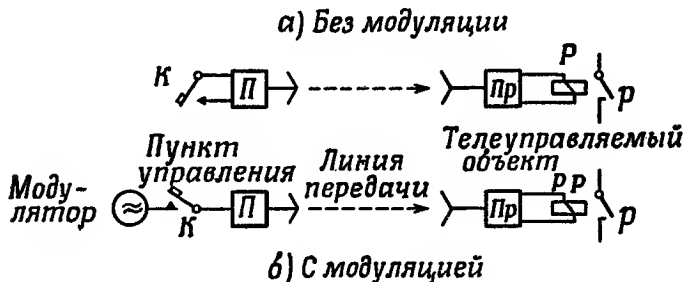 а) Без модуляции
К П Пр Р р
Пункт управления
Линия передачи
Телеуправляемый объект
Моду-
лятор
К П Пр рР р
б) С модуляцией